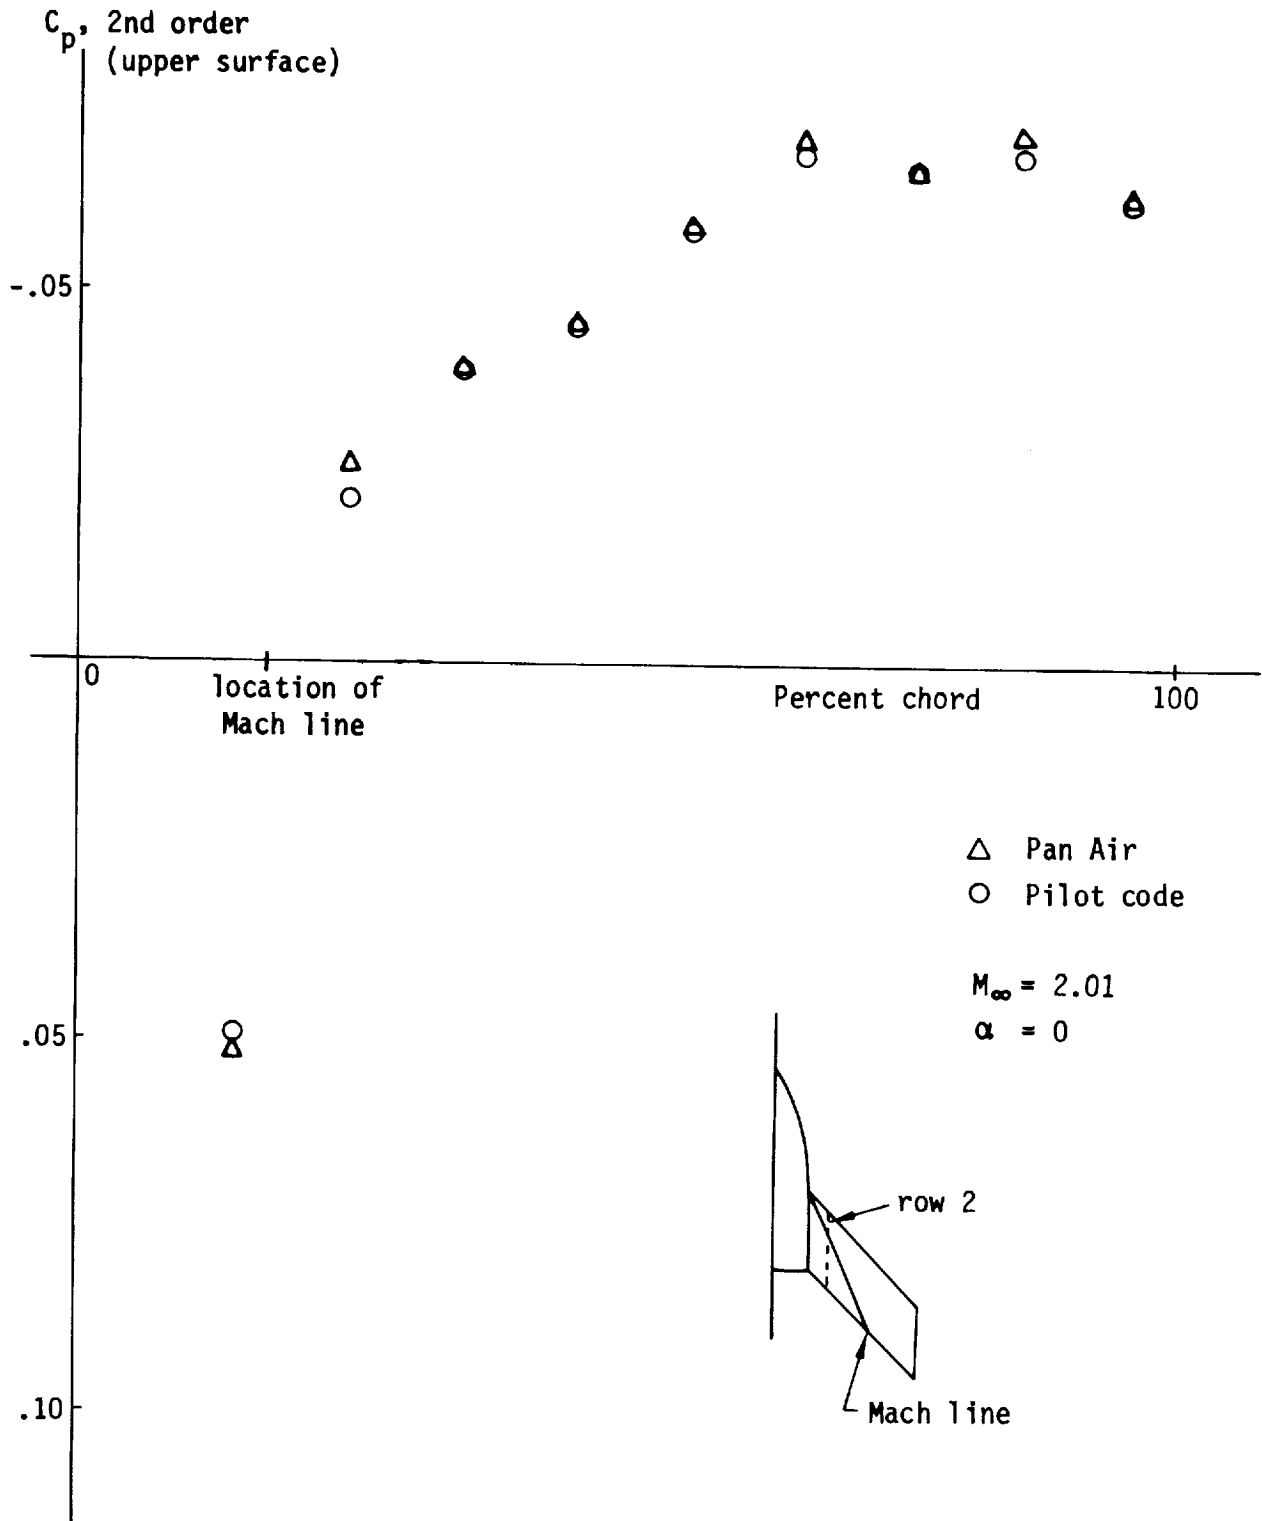 Cp, 2nd order
(upper surface)
-.05
0
location of
Mach line
Percent chord
100
△ Pan Air
○ Pilot code
M∞ = 2.01
α = 0
.05
row 2
.10
Mach line